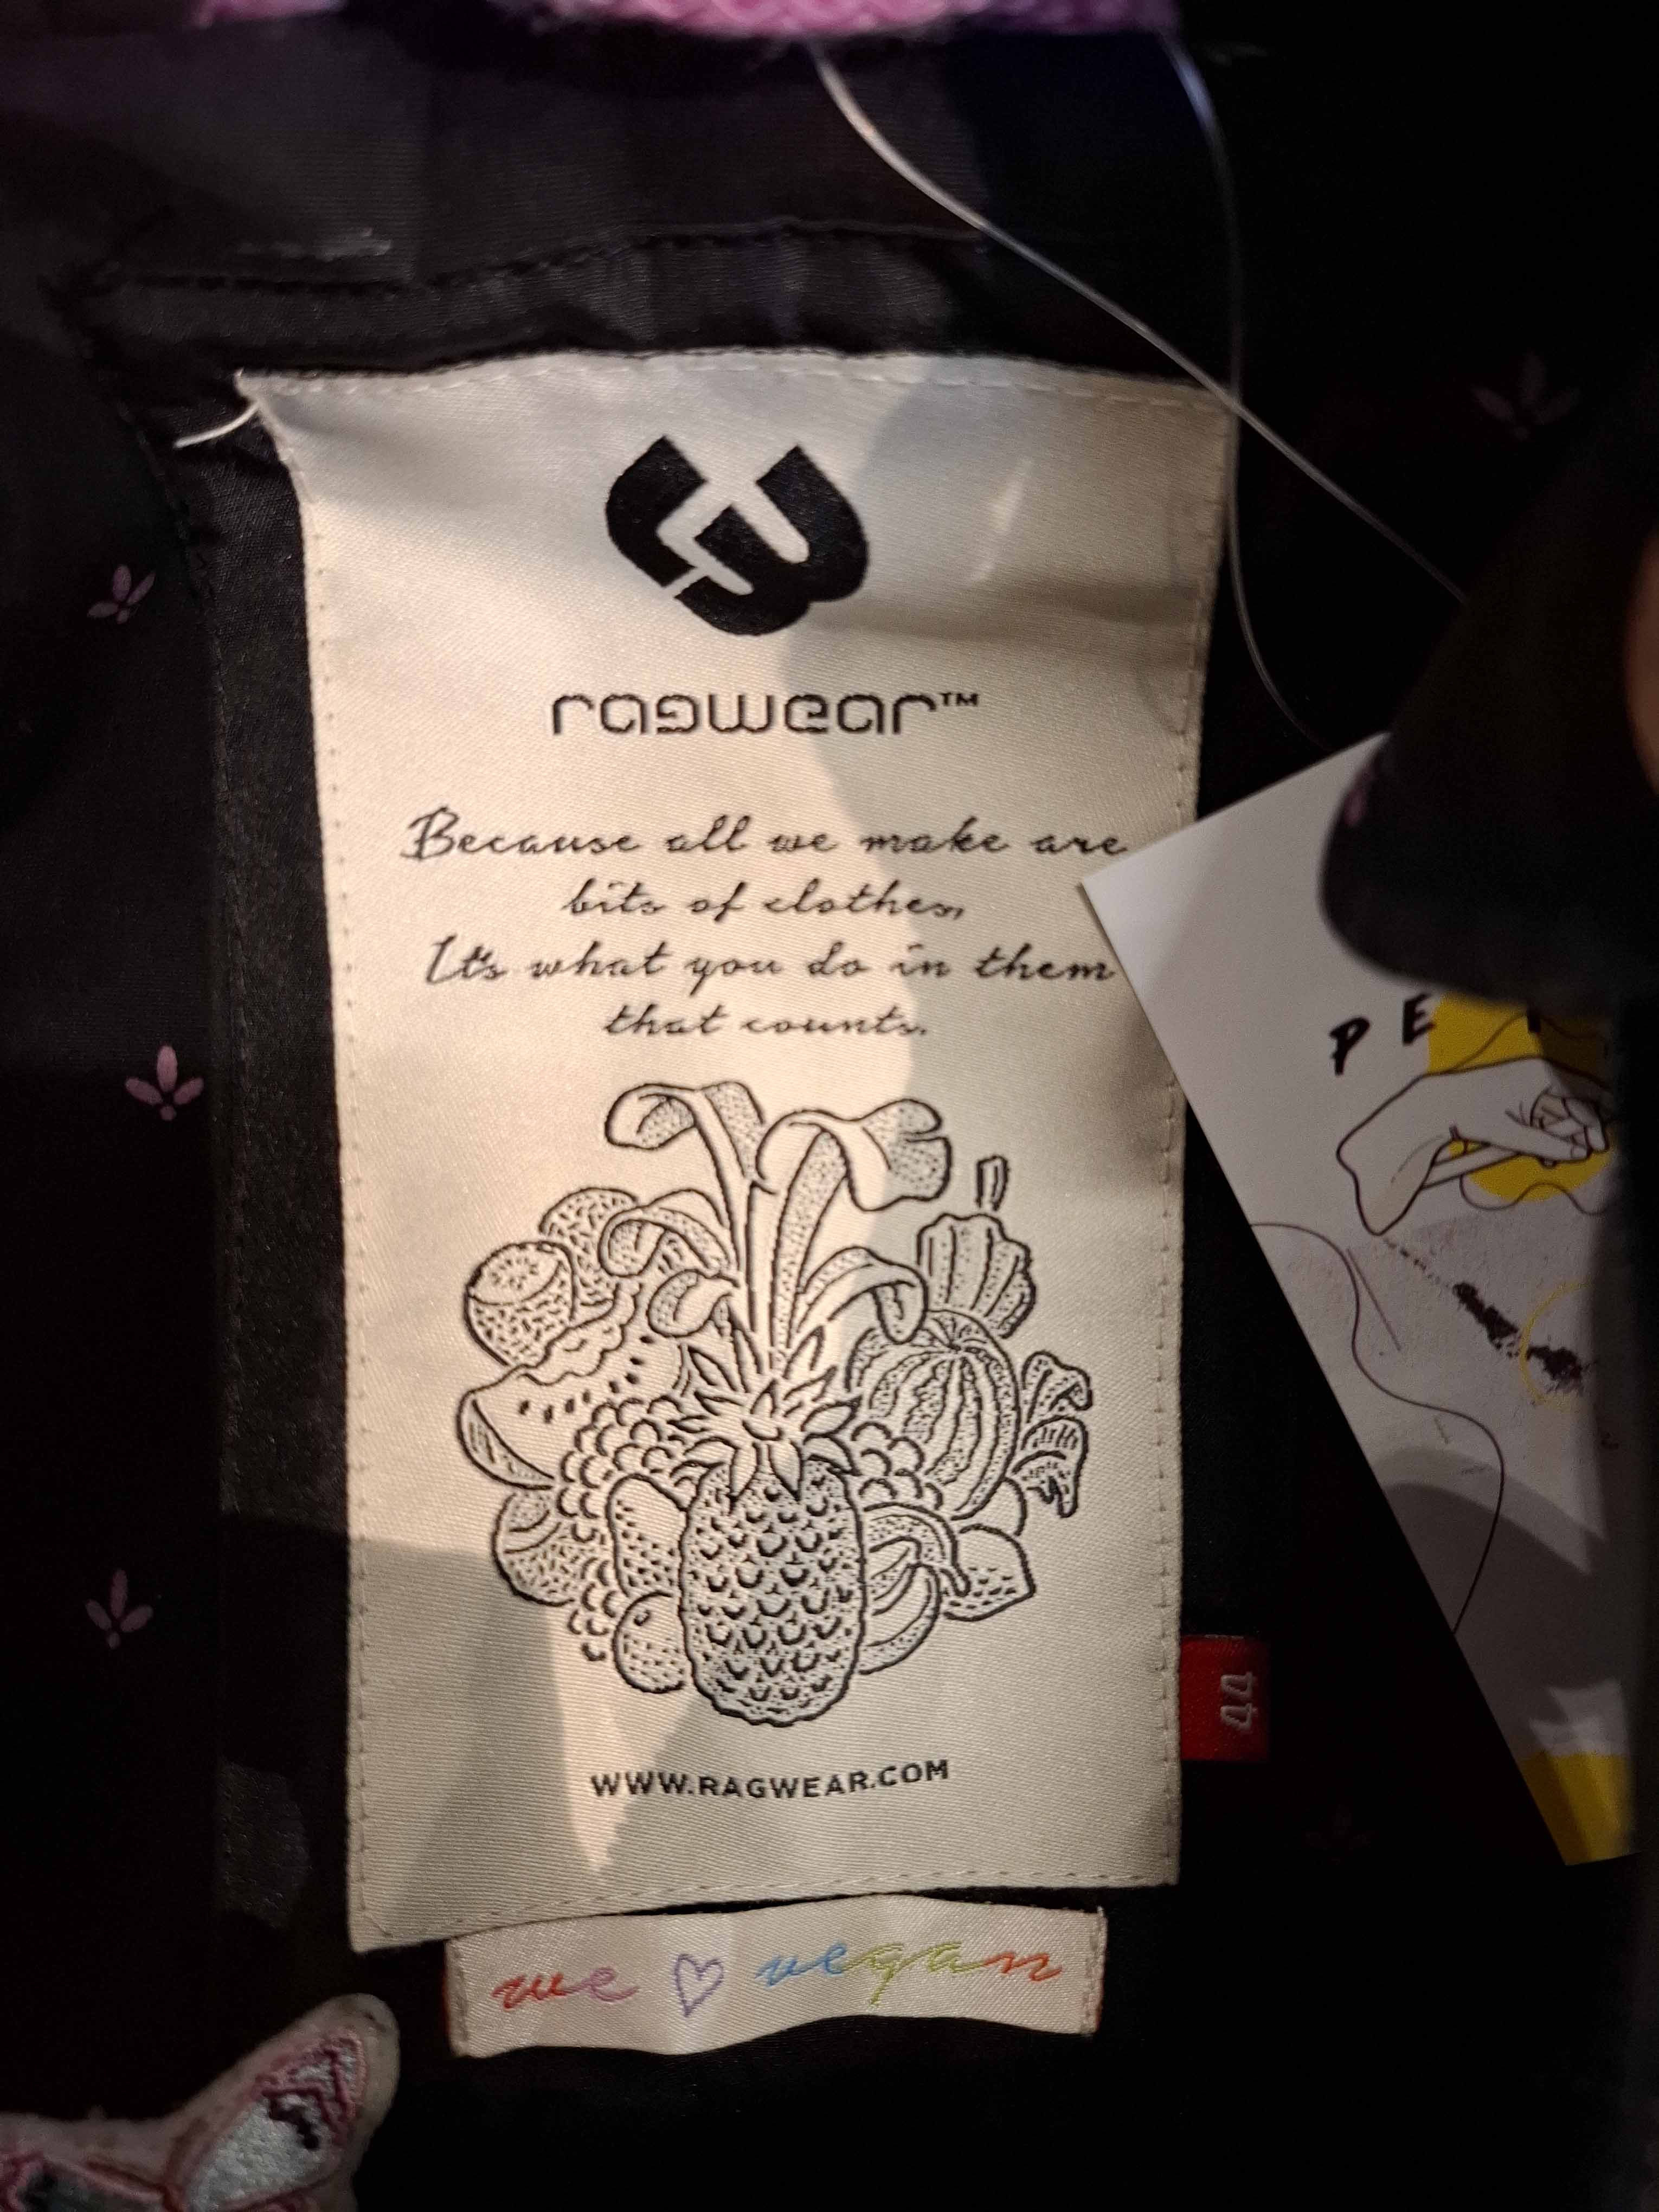 ragwear™
Because all we make are
bits of clothes,
It's what you do in them
that counts.
WWW.RAGWEAR.COM
44
we ♡ vegan